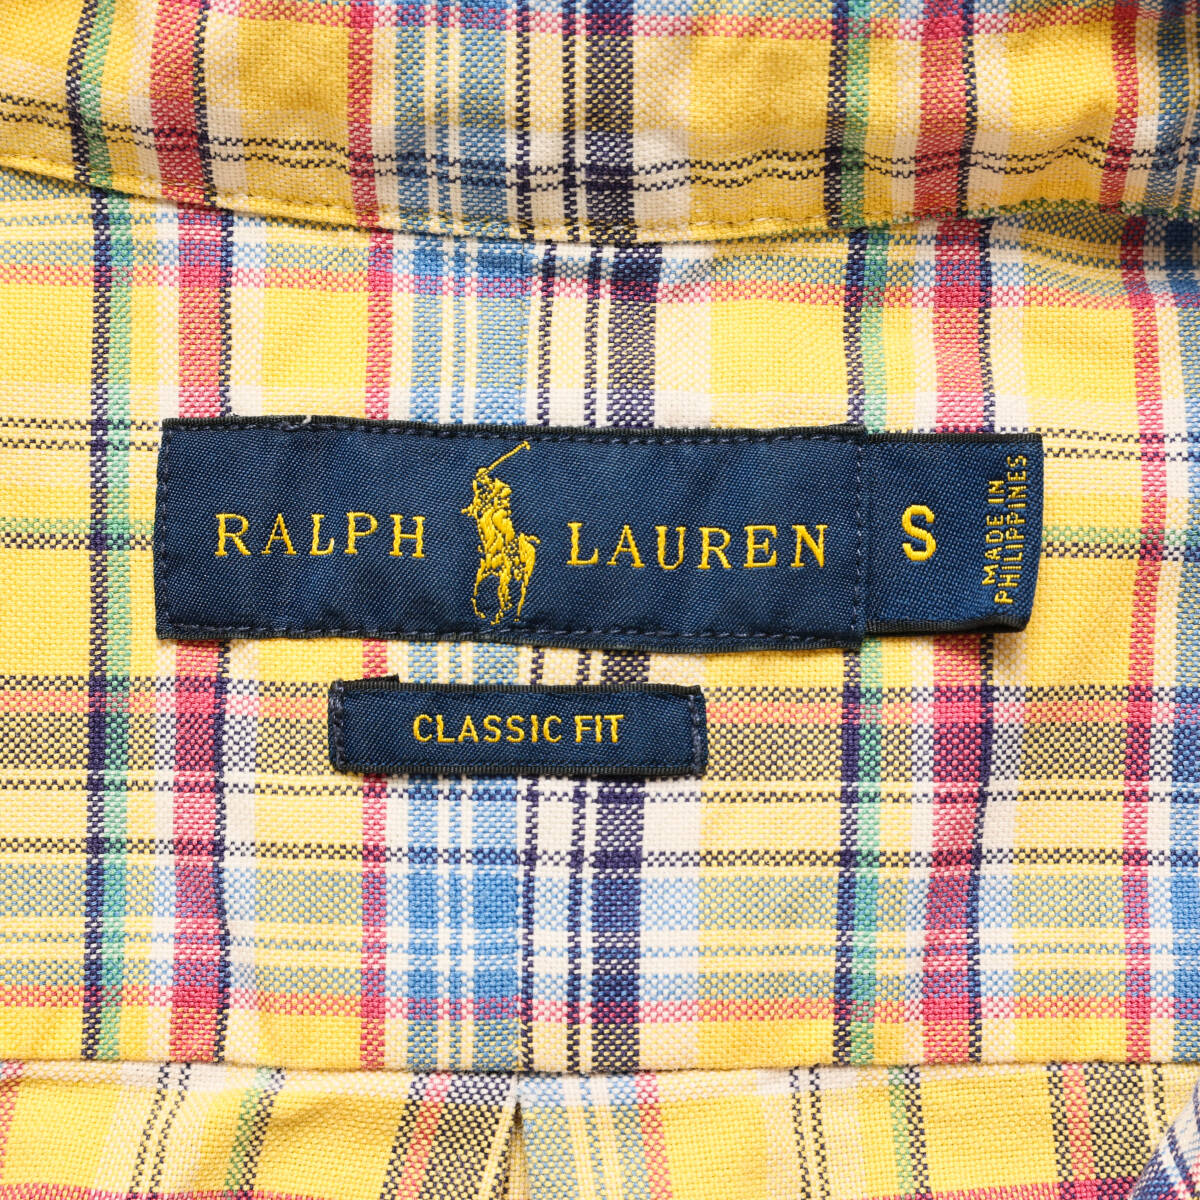 RALPH LAUREN
S
MADE IN
PHILIPPINES
CLASSIC FIT